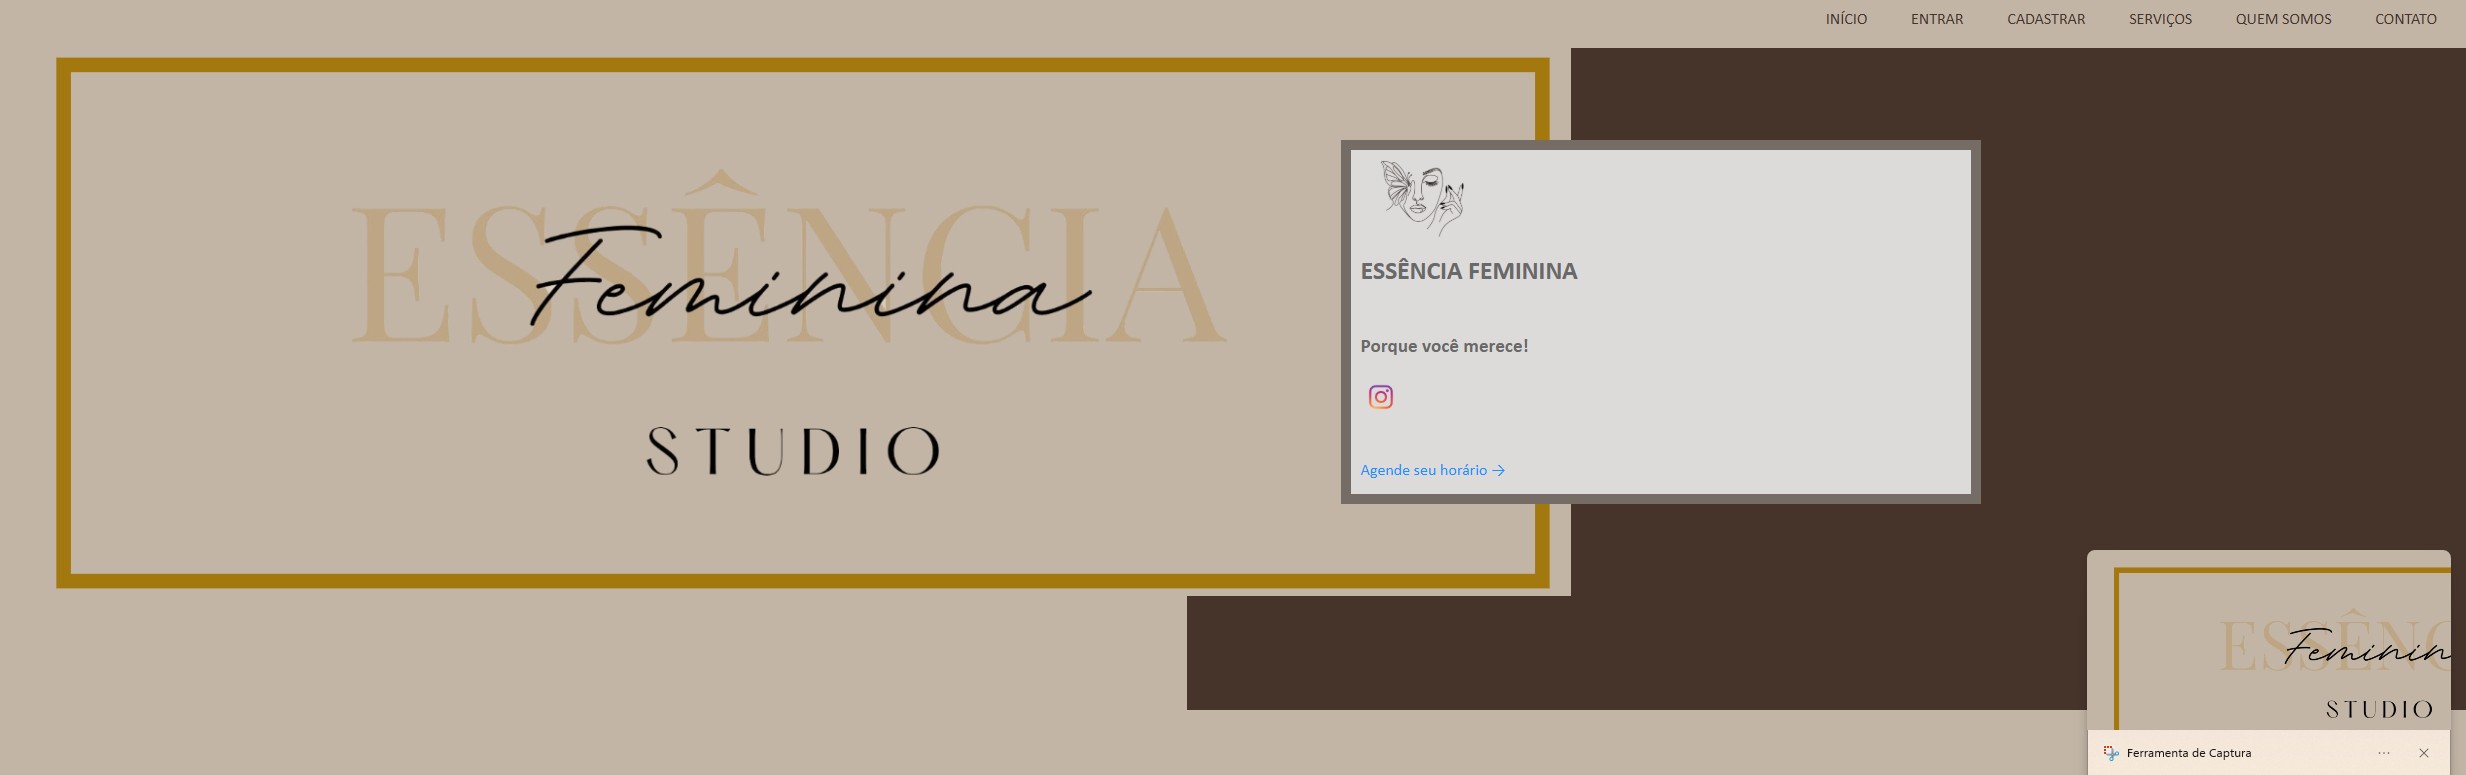 INÍCIO ENTRAR CADASTRAR SERVIÇOS QUEM SOMOS CONTATO
ESSÊNCIA
Feminina
STUDIO
ESSÊNCIA FEMININA
Porque você merece!
Agende seu horário →
ESSÊNC
Feminin
STUDIO
Ferramenta de Captura